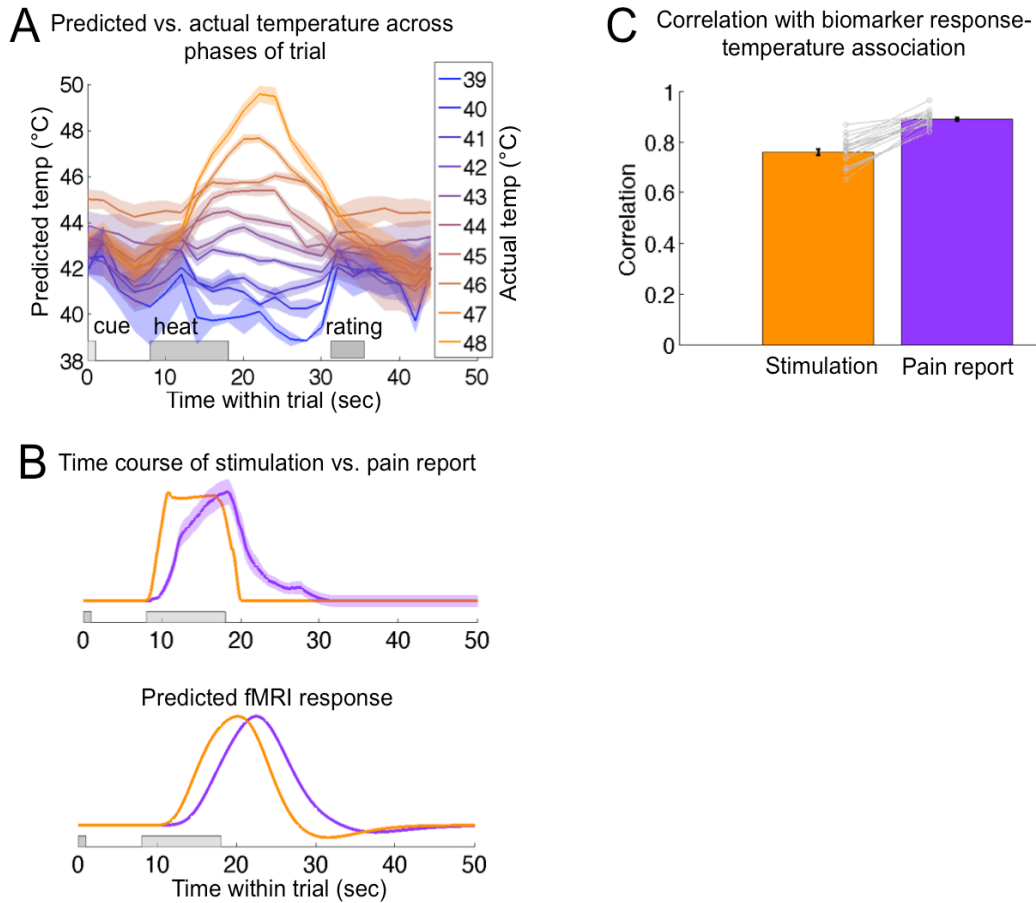 A
Predicted vs. actual temperature across
phases of trial
Predicted temp (°C)
50
48
46
44
42
40
38
cue
heat
rating
0
10
20
30
40
50
Time within trial (sec)
39
40
41
42
43
44
45
46
47
48
Actual temp (°C)
C
Correlation with biomarker response-
temperature association
Correlation
1
0.8
0.6
0.4
0.2
0
Stimulation
Pain report
B
Time course of stimulation vs. pain report
0
10
20
30
40
50
Predicted fMRI response
0
10
20
30
40
50
Time within trial (sec)